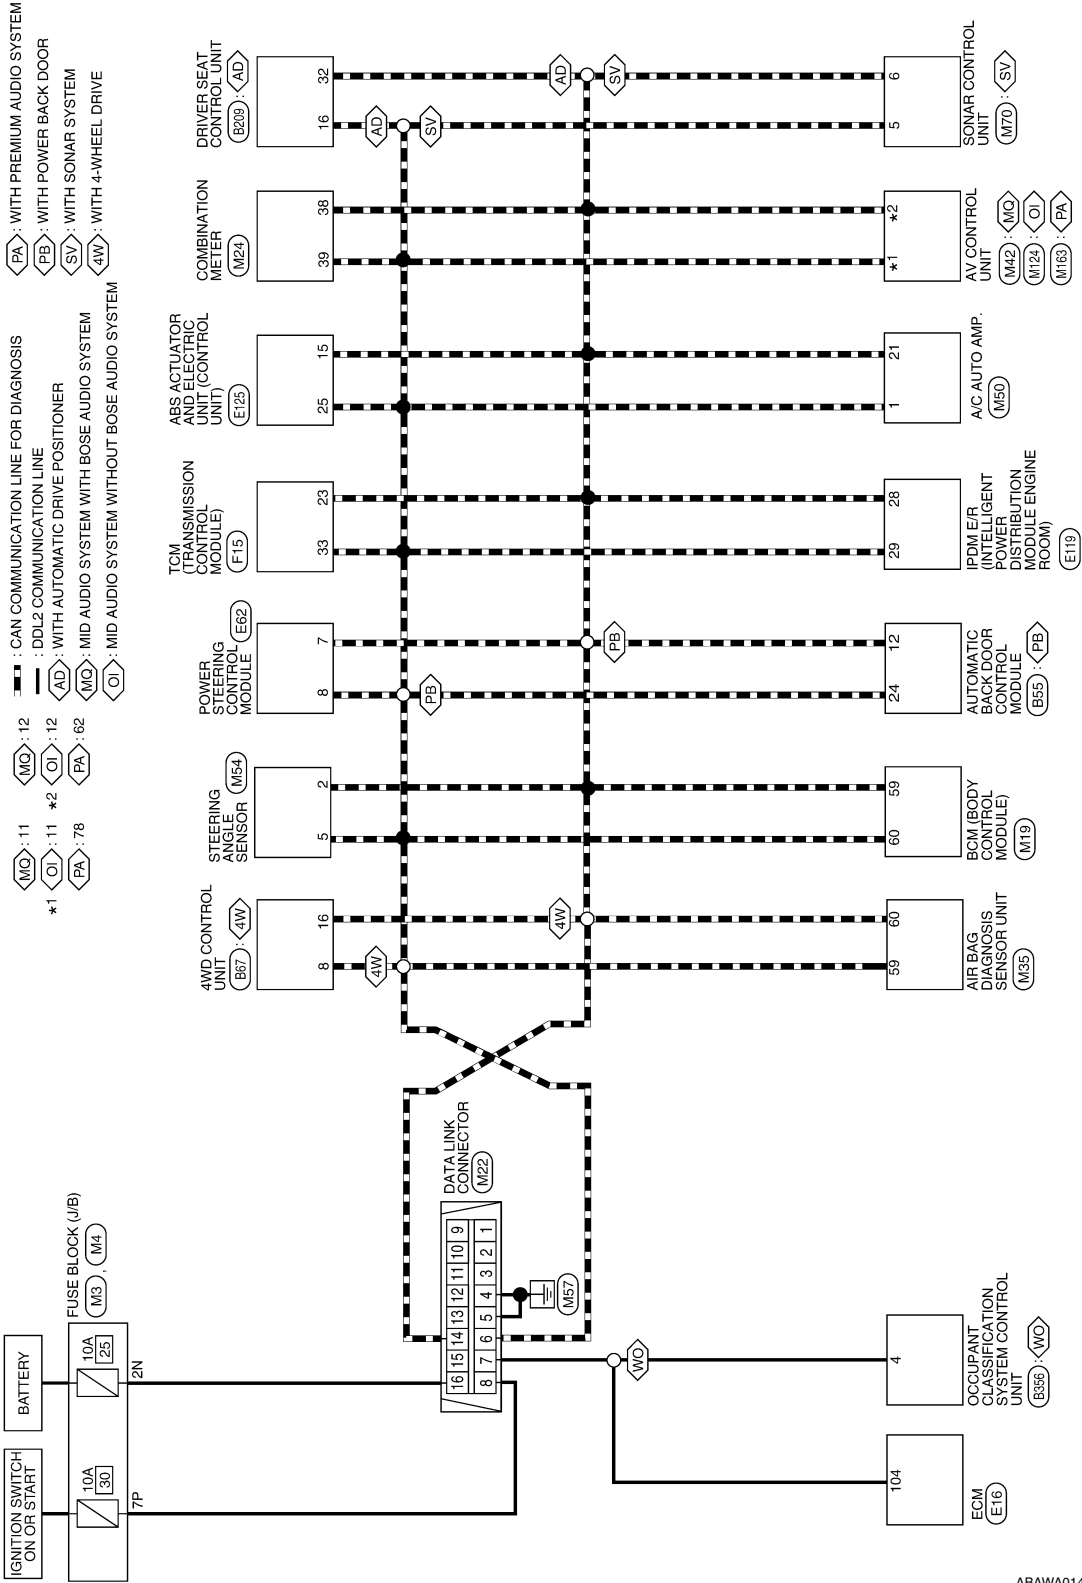 IGNITION SWITCH
ON OR START
BATTERY
FUSE BLOCK (J/B)
M3 , M4
10A
30
10A
25
7P
2N
*1
MQ : 11
OI : 11
PA : 78
*2
MQ : 12
OI : 12
PA : 62
: CAN COMMUNICATION LINE FOR DIAGNOSIS
: DDL2 COMMUNICATION LINE
AD : WITH AUTOMATIC DRIVE POSITIONER
MQ : MID AUDIO SYSTEM WITH BOSE AUDIO SYSTEM
OI : MID AUDIO SYSTEM WITHOUT BOSE AUDIO SYSTEM
PA : WITH PREMIUM AUDIO SYSTEM
PB : WITH POWER BACK DOOR
SV : WITH SONAR SYSTEM
4W : WITH 4-WHEEL DRIVE
4WD CONTROL
UNIT
B67 : 4W
8 16
STEERING
ANGLE
SENSOR
M54
5 2
POWER
STEERING
CONTROL
MODULE
E62
8 7
TCM
(TRANSMISSION
CONTROL
MODULE)
F15
33 23
ABS ACTUATOR
AND ELECTRIC
UNIT (CONTROL
UNIT)
E125
25 15
COMBINATION
METER
M24
39 38
DRIVER SEAT
CONTROL UNIT
B209 : AD
16 32
4W
4W
PB
PB
AD
SV
AD
SV
DATA LINK
CONNECTOR
M22
16 15 14 13 12 11 10 9
8 7 6 5 4 3 2 1
M57
WO
104
ECM
E16
4
OCCUPANT
CLASSIFICATION
SYSTEM CONTROL
UNIT
B356 : WO
59 60
AIR BAG
DIAGNOSIS
SENSOR UNIT
M35
60 59
BCM (BODY
CONTROL
MODULE)
M19
24 12
AUTOMATIC
BACK DOOR
CONTROL
MODULE
B55 : PB
29 28
IPDM E/R
(INTELLIGENT
POWER
DISTRIBUTION
MODULE ENGINE
ROOM)
E119
1 21
A/C AUTO AMP.
M50
*1 *2
AV CONTROL
UNIT
M42 : MQ
M124 : OI
M163 : PA
5 6
SONAR CONTROL
UNIT
M70 : SV